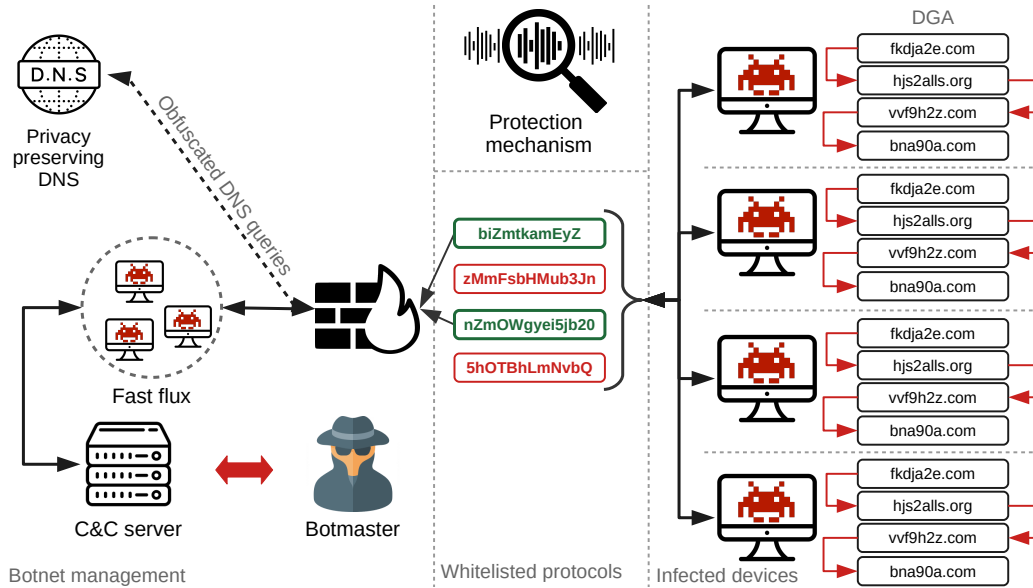 D.N.S
Privacy
preserving
DNS
Obfuscated DNS queries
Fast flux
C&C server
Botmaster
Botnet management
Protection
mechanism
biZmtkamEyZ
zMmFsbHMub3Jn
nZmOWgyei5jb20
5hOTBhLmNvbQ
Whitelisted protocols
DGA
fkdja2e.com
hjs2alls.org
vvf9h2z.com
bna90a.com
fkdja2e.com
hjs2alls.org
vvf9h2z.com
bna90a.com
fkdja2e.com
hjs2alls.org
vvf9h2z.com
bna90a.com
fkdja2e.com
hjs2alls.org
vvf9h2z.com
bna90a.com
Infected devices